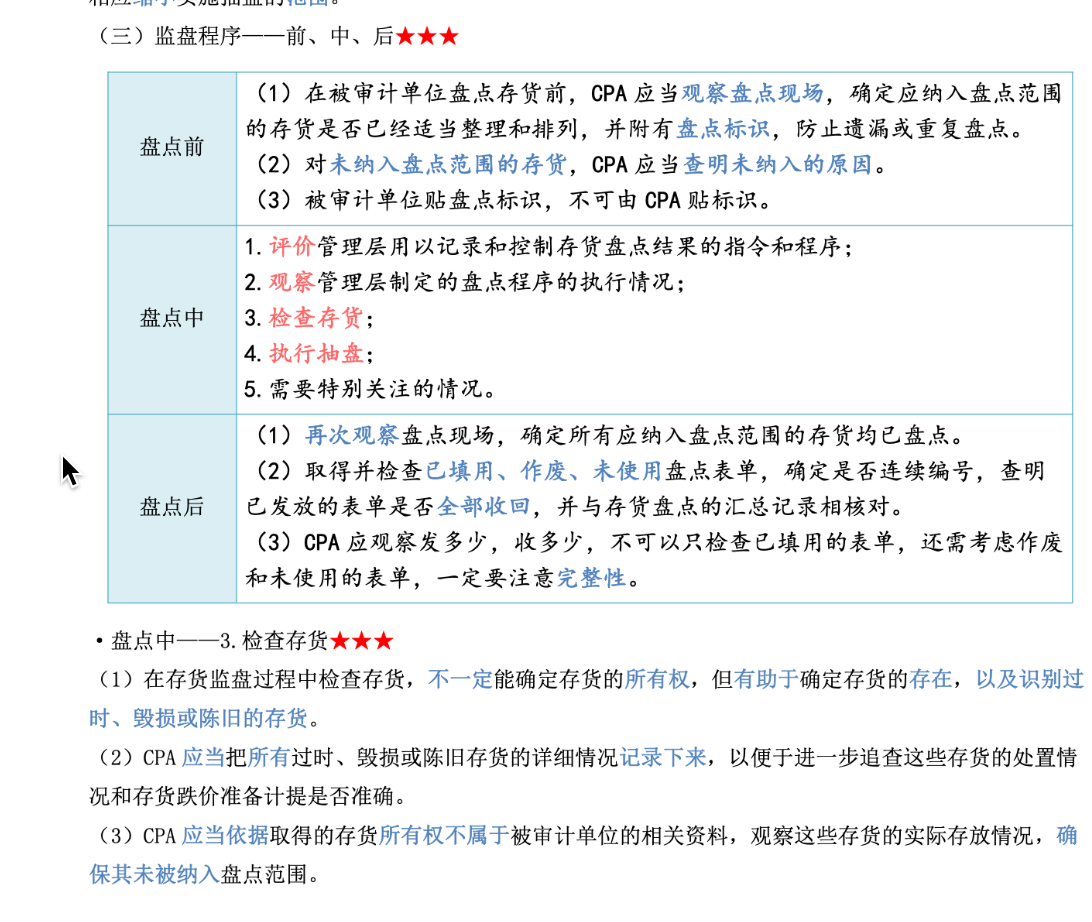 （三）监盘程序——前、中、后★★★
盘点前
（1）在被审计单位盘点存货前，CPA 应当观察盘点现场，确定应纳入盘点范围
的存货是否已经适当整理和排列，并附有盘点标识，防止遗漏或重复盘点。
（2）对未纳入盘点范围的存货，CPA 应当查明未纳入的原因。
（3）被审计单位贴盘点标识，不可由 CPA 贴标识。
盘点中
1.评价管理层用以记录和控制存货盘点结果的指令和程序；
2.观察管理层制定的盘点程序的执行情况；
3.检查存货；
4.执行抽盘；
5.需要特别关注的情况。
盘点后
（1）再次观察盘点现场，确定所有应纳入盘点范围的存货均已盘点。
（2）取得并检查已填用、作废、未使用盘点表单，确定是否连续编号，查明
已发放的表单是否全部收回，并与存货盘点的汇总记录相核对。
（3）CPA 应观察发多少，收多少，不可以只检查已填用的表单，还需考虑作废
和未使用的表单，一定要注意完整性。
•盘点中——3.检查存货★★★
（1）在存货监盘过程中检查存货，不一定能确定存货的所有权，但有助于确定存货的存在，以及识别过
时、毁损或陈旧的存货。
（2）CPA 应当把所有过时、毁损或陈旧存货的详细情况记录下来，以便于进一步追查这些存货的处置情
况和存货跌价准备计提是否准确。
（3）CPA 应当依据取得的存货所有权不属于被审计单位的相关资料，观察这些存货的实际存放情况，确
保其未被纳入盘点范围。